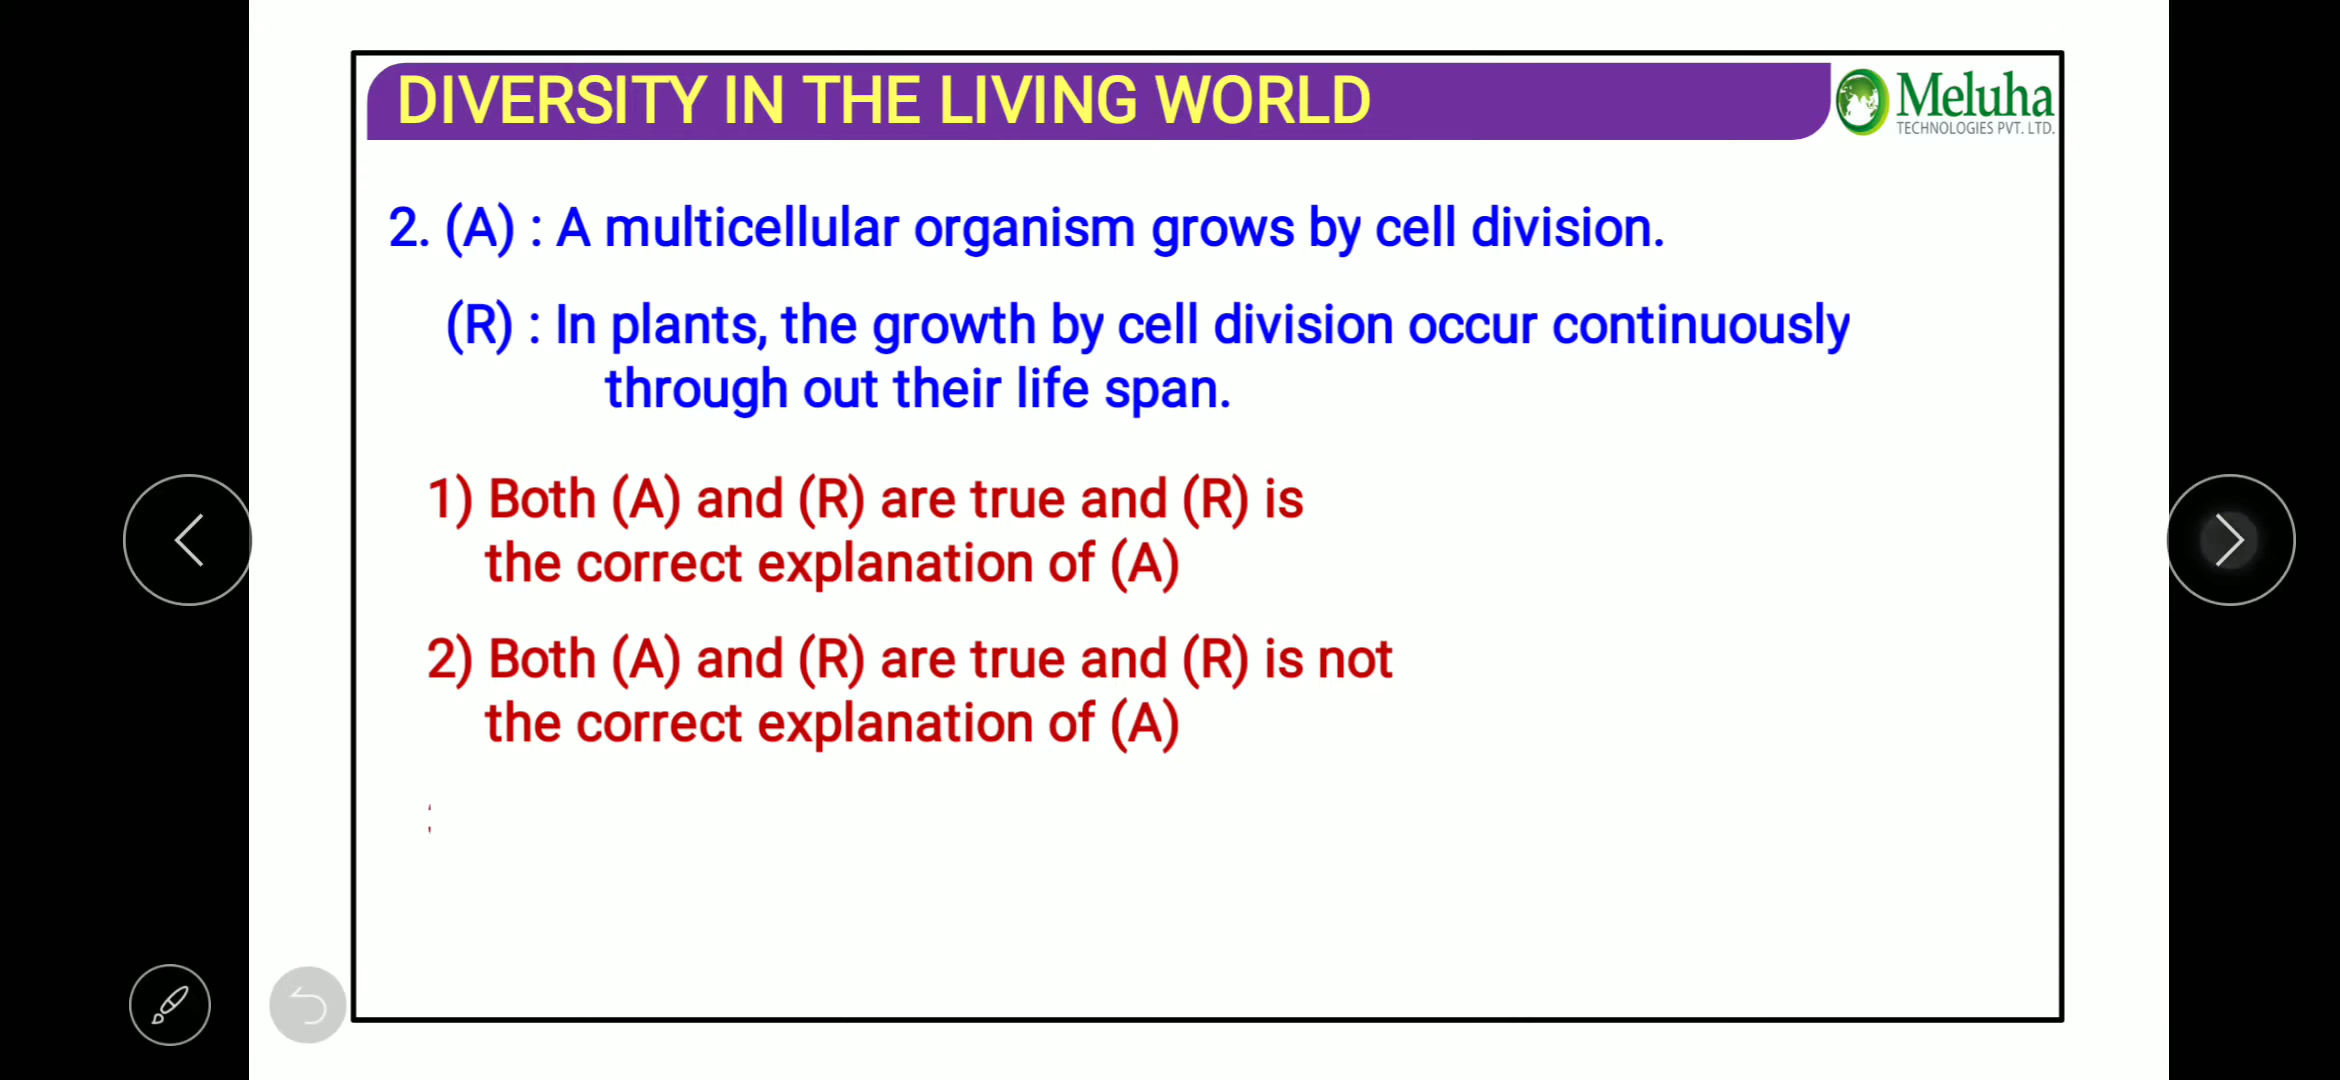 DIVERSITY IN THE LIVING WORLD
Meluha
TECHNOLOGIES PVT. LTD.
2. (A) : A multicellular organism grows by cell division.
(R) : In plants, the growth by cell division occur continuously
through out their life span.
1) Both (A) and (R) are true and (R) is
the correct explanation of (A)
2) Both (A) and (R) are true and (R) is not
the correct explanation of (A)